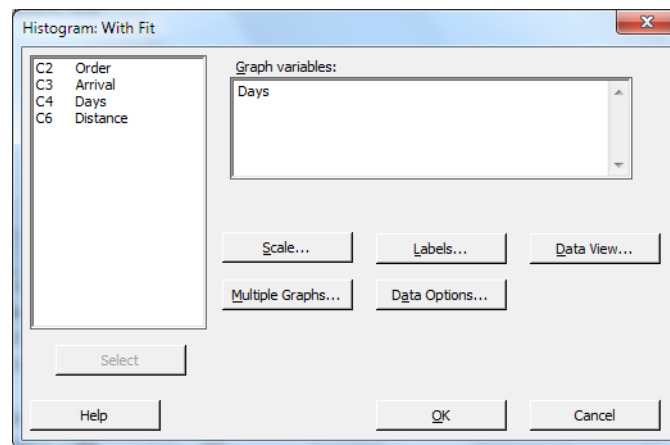 Histogram: With Fit
C2 Order
C3 Arrival
C4 Days
C6 Distance
Graph variables:
Days
Scale...
Labels...
Data View...
Multiple Graphs...
Data Options...
Select
Help
OK
Cancel